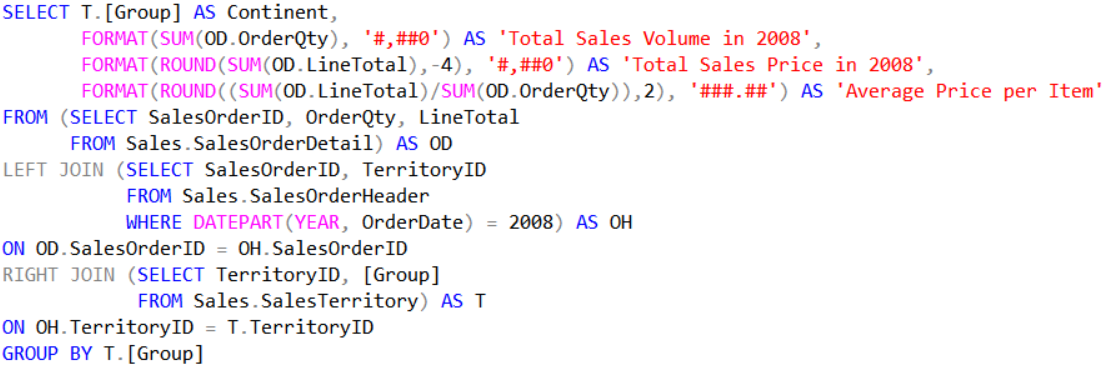 SELECT T.[Group] AS Continent,
       FORMAT(SUM(OD.OrderQty), '#,##0') AS 'Total Sales Volume in 2008',
       FORMAT(ROUND(SUM(OD.LineTotal),-4), '#,##0') AS 'Total Sales Price in 2008',
       FORMAT(ROUND((SUM(OD.LineTotal)/SUM(OD.OrderQty)),2), '###.##') AS 'Average Price per Item'
FROM (SELECT SalesOrderID, OrderQty, LineTotal
      FROM Sales.SalesOrderDetail) AS OD
LEFT JOIN (SELECT SalesOrderID, TerritoryID
           FROM Sales.SalesOrderHeader
           WHERE DATEPART(YEAR, OrderDate) = 2008) AS OH
ON OD.SalesOrderID = OH.SalesOrderID
RIGHT JOIN (SELECT TerritoryID, [Group]
            FROM Sales.SalesTerritory) AS T
ON OH.TerritoryID = T.TerritoryID
GROUP BY T.[Group]